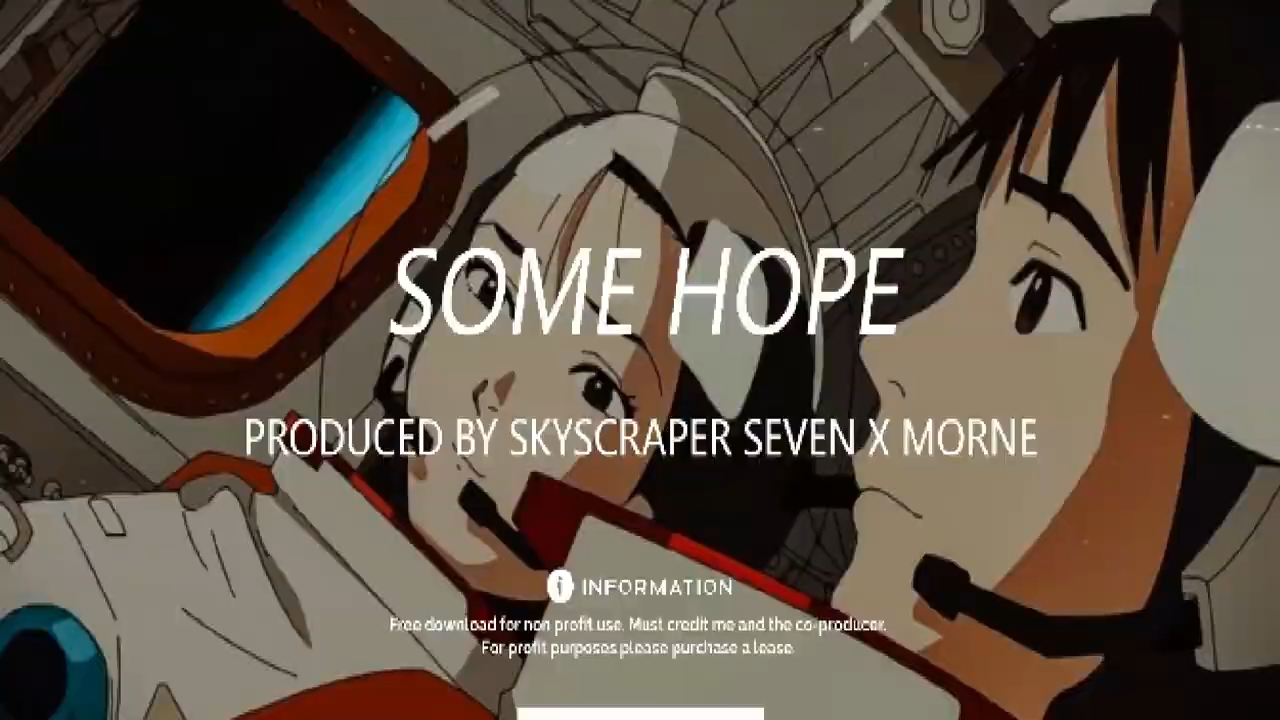 SOME HOPE
PRODUCED BY SKYSCRAPER SEVEN X MORNE
INFORMATION
Free download for non profit use. Must credit me and the co-producer.
For profit purposes please purchase a lease.